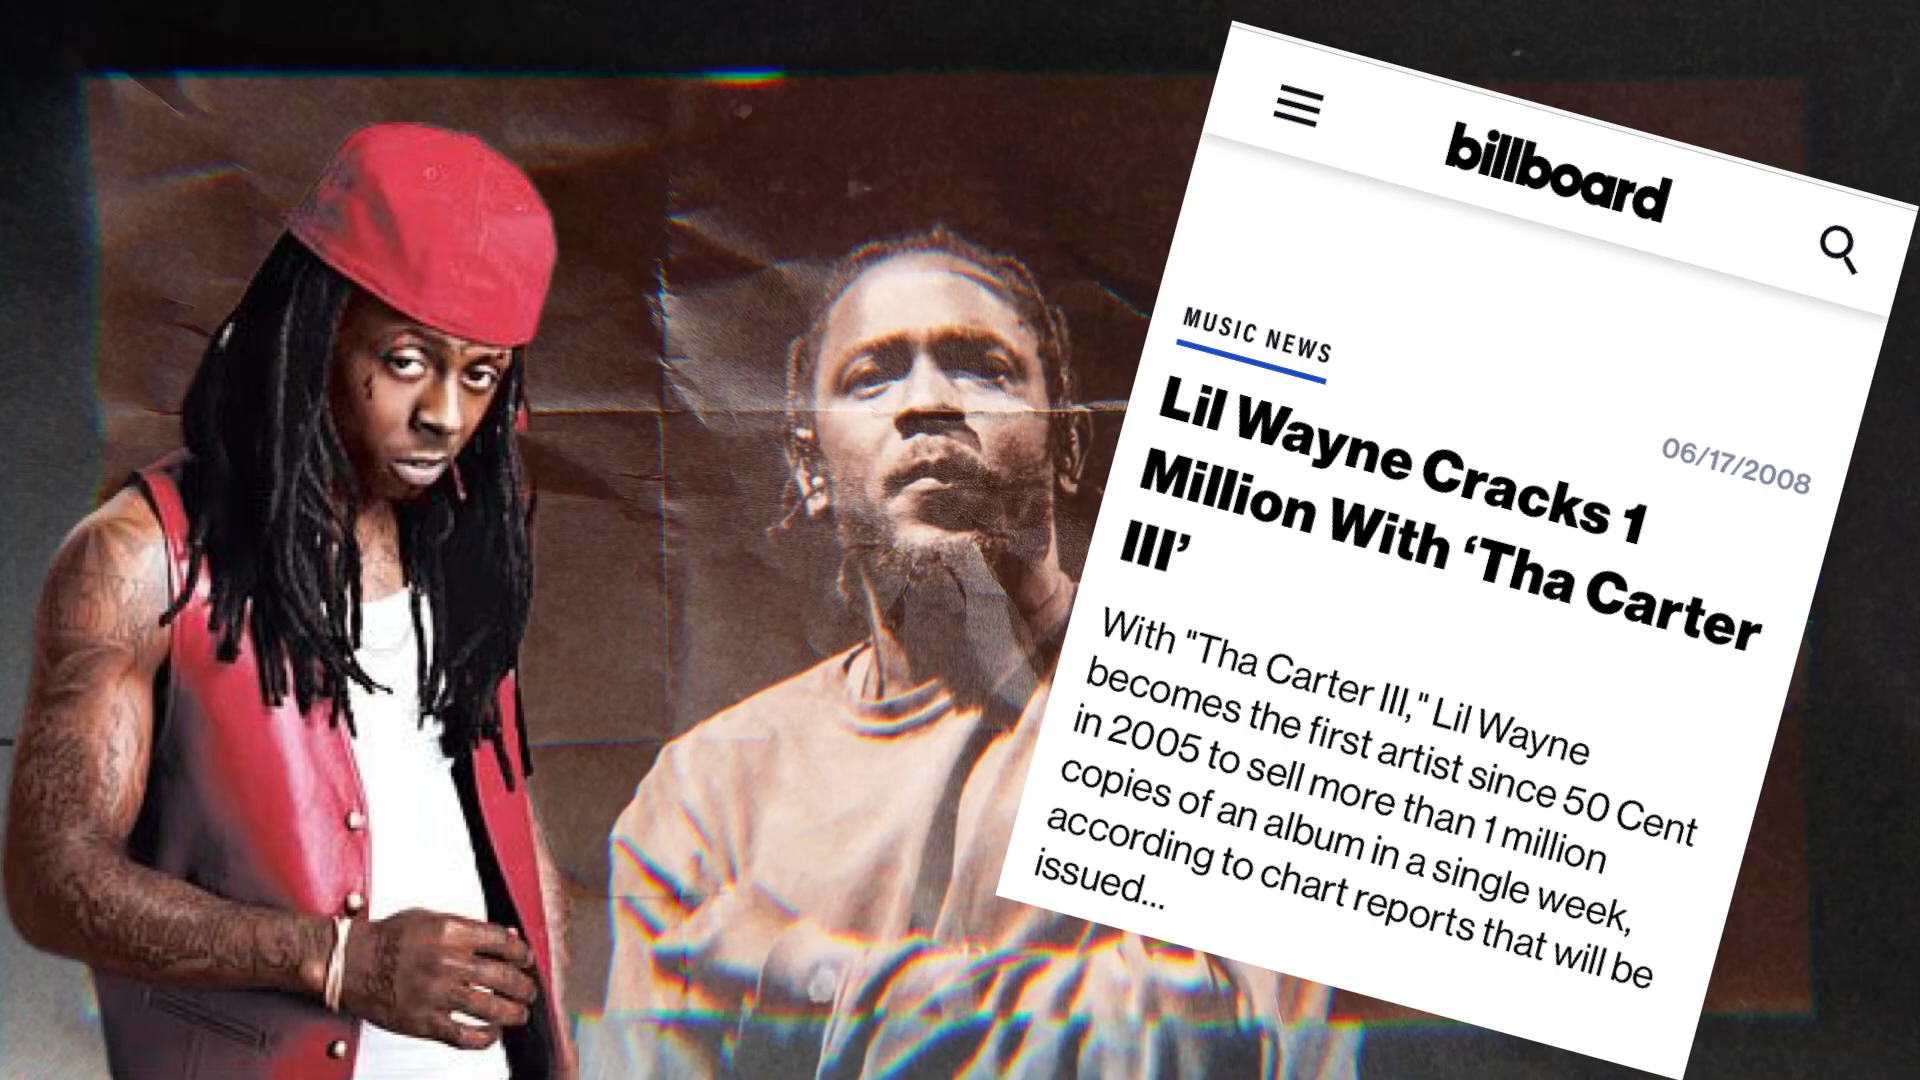 billboard
MUSIC NEWS
06/17/2008
Lil Wayne Cracks 1
Million With ‘Tha Carter
III’
With "Tha Carter III," Lil Wayne
becomes the first artist since 50 Cent
in 2005 to sell more than 1 million
copies of an album in a single week,
according to chart reports that will be
issued...